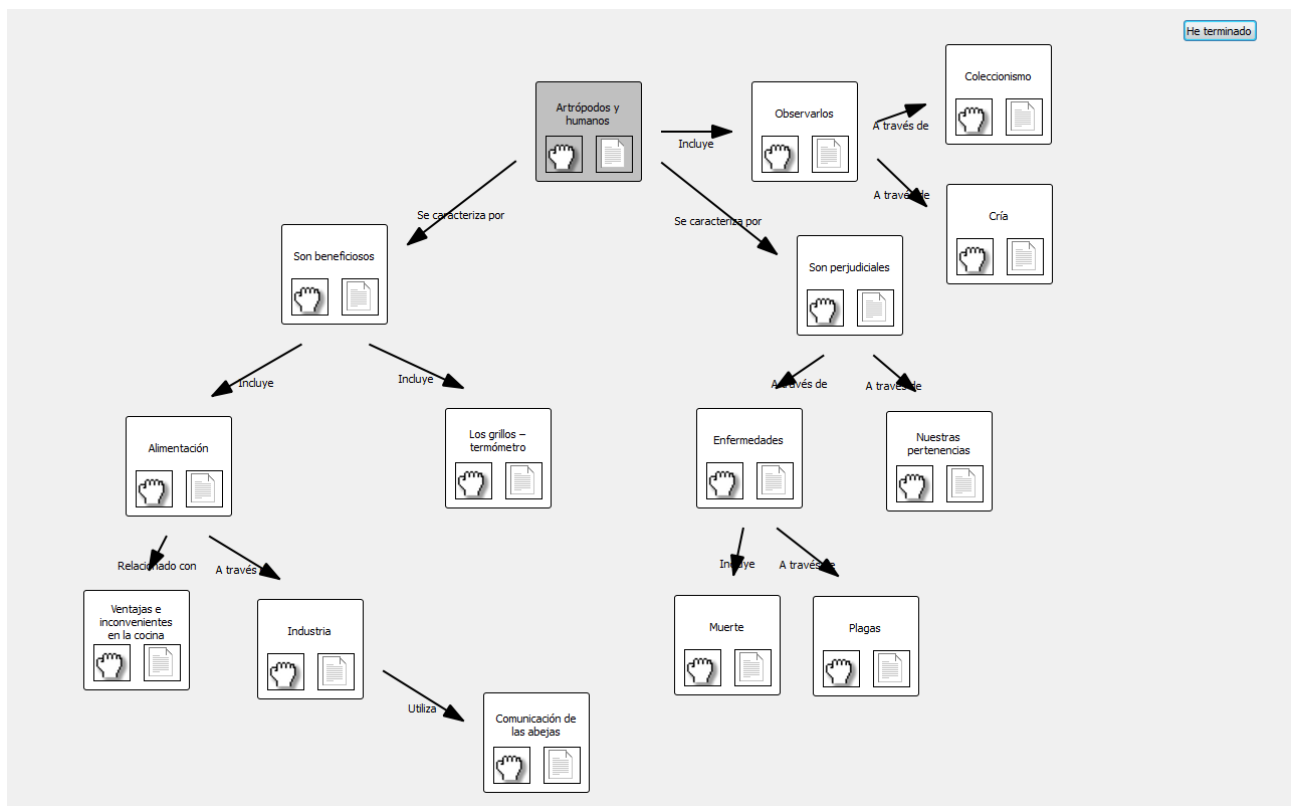 He terminado
Coleccionismo
Artrópodos y
humanos
Observarlos
A través de
Incluye
A través de
Cría
Se caracteriza por
Se caracteriza por
Son beneficiosos
Son perjudiciales
Incluye
Incluye
A través de
A través de
Alimentación
Los grillos –
termómetro
Enfermedades
Nuestras
pertenencias
Relacionado con
A través
Incluye
A través de
Ventajas e
inconvenientes
en la cocina
Industria
Muerte
Plagas
Utiliza
Comunicación de
las abejas